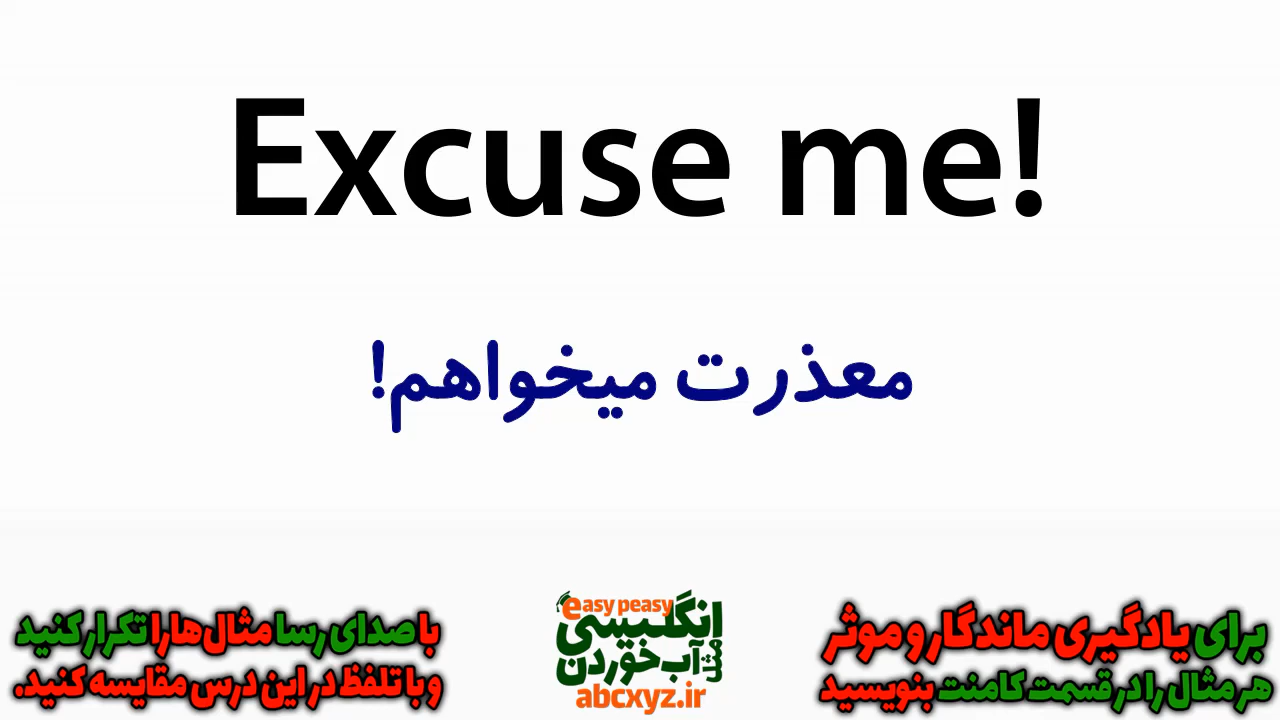 Excuse me!
معذرت میخواهم!
با صدای رسا مثال‌ها را تکرار کنید
و با تلفظ در این درس مقایسه کنید.
easy peasy
انگلیسی
مثل
آب خوردن
abcxyz.ir
برای یادگیری ماندگار و موثر
هر مثال را در قسمت کامنت بنویسید